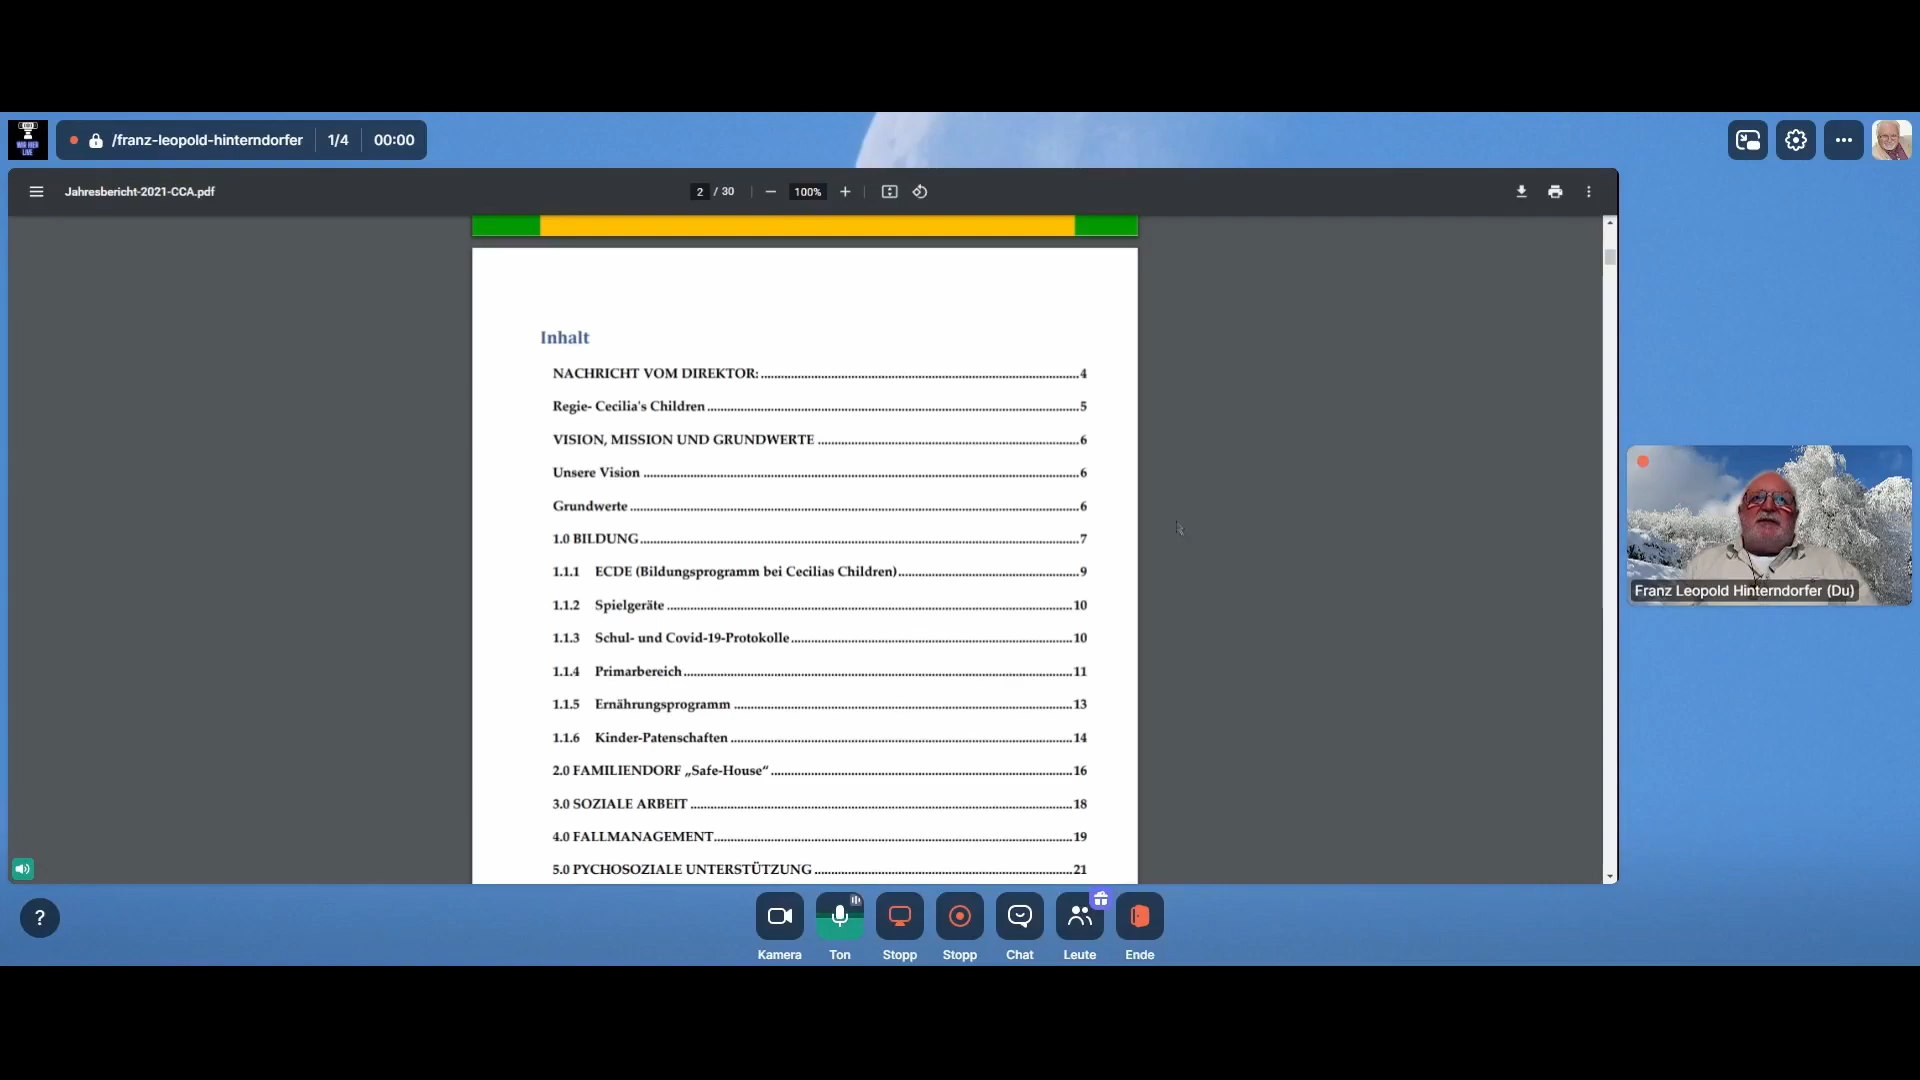 /franz-leopold-hinterndorfer 1/4 00:00
Jahresbericht-2021-CCA.pdf 2 / 30 100%
Inhalt
NACHRICHT VOM DIREKTOR: 4
Regie- Cecilia's Children 5
VISION, MISSION UND GRUNDWERTE 6
Unsere Vision 6
Grundwerte 6
1.0 BILDUNG 7
1.1.1 ECDE (Bildungsprogramm bei Cecilias Children) 9
1.1.2 Spielgeräte 10
1.1.3 Schul- und Covid-19-Protokolle 10
1.1.4 Primarbereich 11
1.1.5 Ernährungsprogramm 13
1.1.6 Kinder-Patenschaften 14
2.0 FAMILIENDORF „Safe-House“ 16
3.0 SOZIALE ARBEIT 18
4.0 FALLMANAGEMENT 19
5.0 PYCHOSOZIALE UNTERSTÜTZUNG 21
Franz Leopold Hinterndorfer (Du)
?
Kamera Ton Stopp Stopp Chat Leute Ende